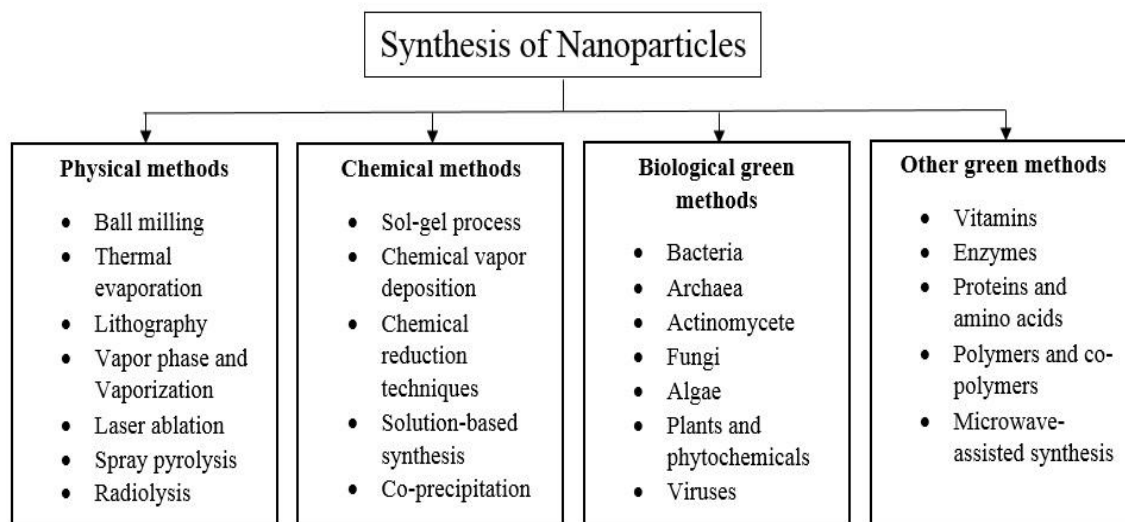 Synthesis of Nanoparticles
Physical methods
• Ball milling
• Thermal
evaporation
• Lithography
• Vapor phase and
Vaporization
• Laser ablation
• Spray pyrolysis
• Radiolysis
Chemical methods
• Sol-gel process
• Chemical vapor
deposition
• Chemical
reduction
techniques
• Solution-based
synthesis
• Co-precipitation
Biological green
methods
• Bacteria
• Archaea
• Actinomycete
• Fungi
• Algae
• Plants and
phytochemicals
• Viruses
Other green methods
• Vitamins
• Enzymes
• Proteins and
amino acids
• Polymers and co-
polymers
• Microwave-
assisted synthesis